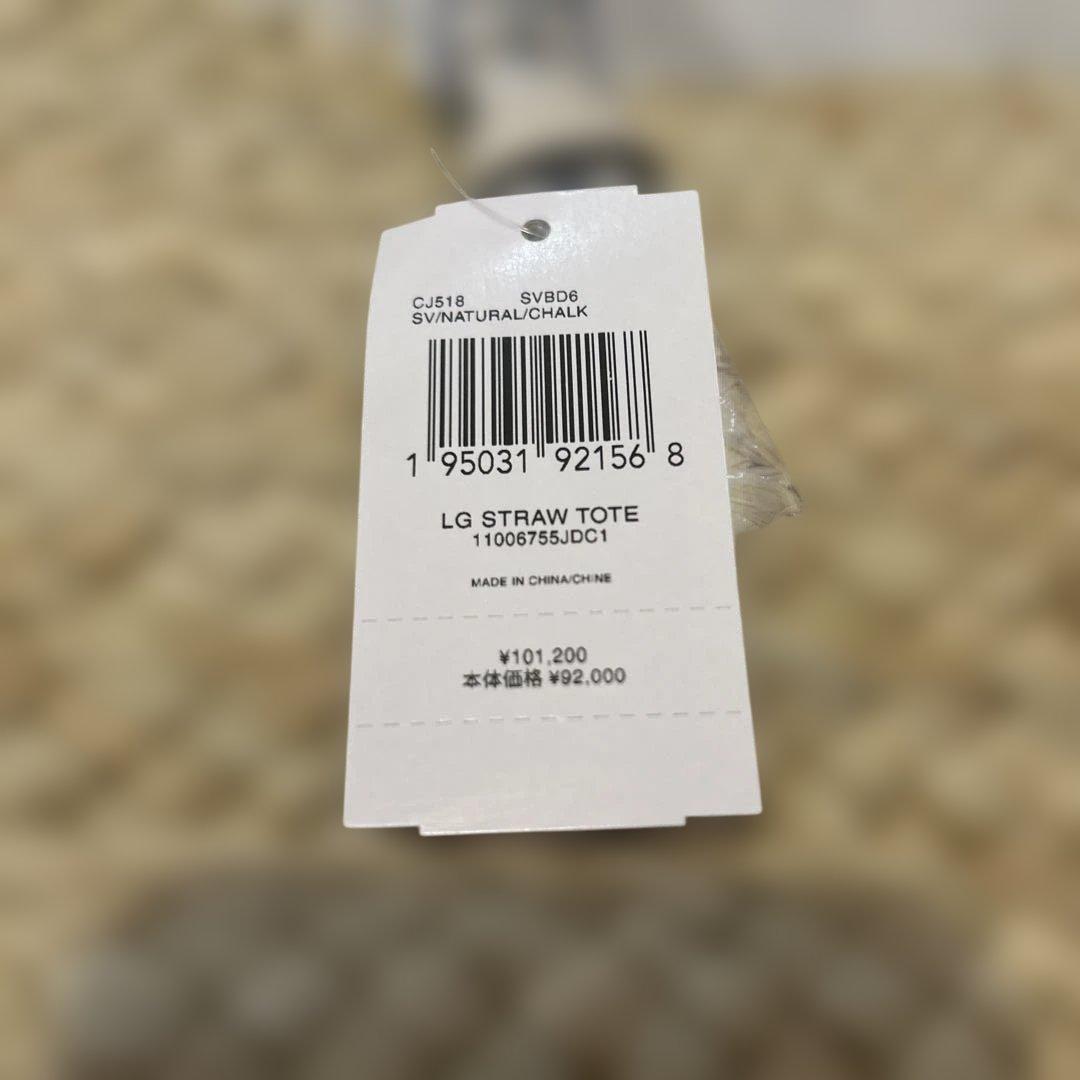 CJ518 SVBD6
SV/NATURAL/CHALK
1 95031 92156 8
LG STRAW TOTE
11006755JDC1
MADE IN CHINA/CHINE
¥101,200
本体価格 ¥92,000